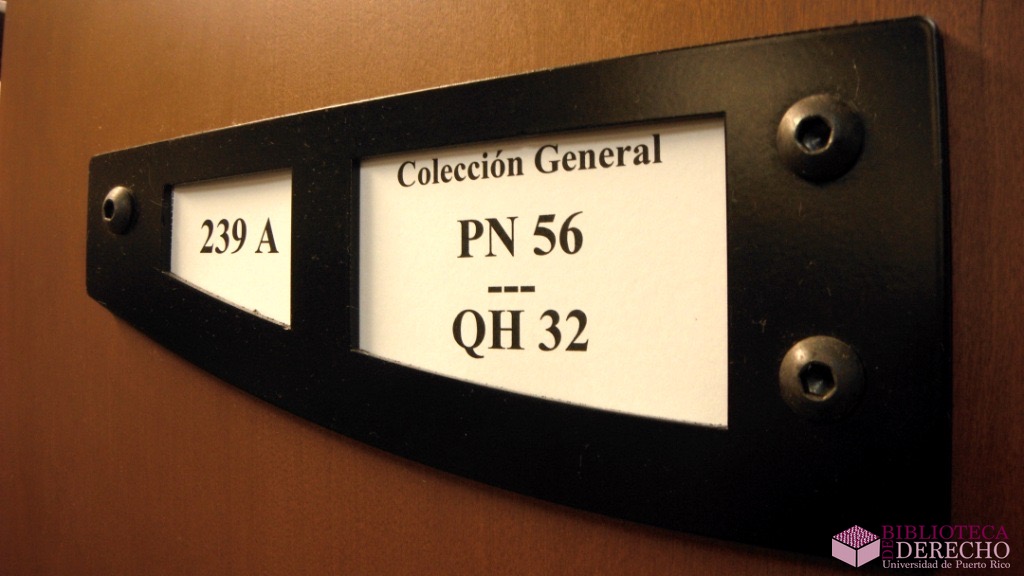 239 A
Colección General
PN 56
---
QH 32
BIBLIOTECA
DE DERECHO
Universidad de Puerto Rico